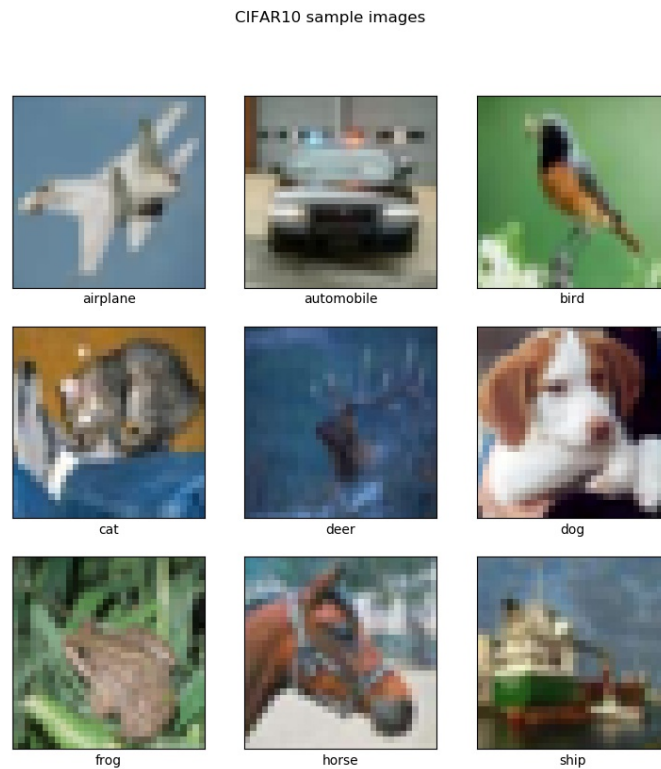 CIFAR10 sample images
airplane
automobile
bird
cat
deer
dog
frog
horse
ship